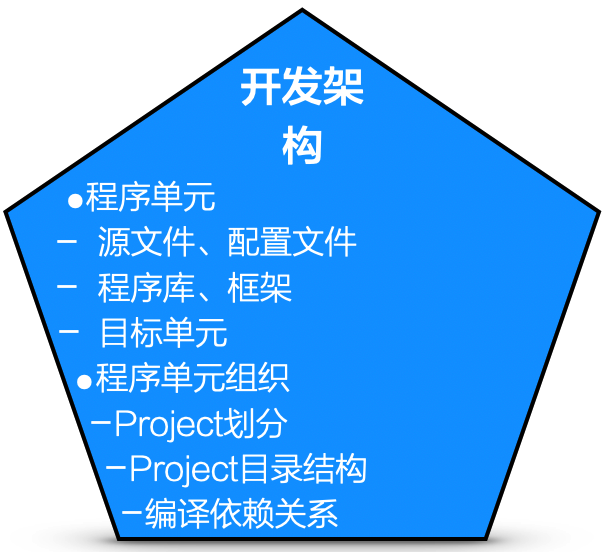 开发架
构
●程序单元
– 源文件、配置文件
– 程序库、框架
– 目标单元
●程序单元组织
–Project划分
–Project目录结构
–编译依赖关系